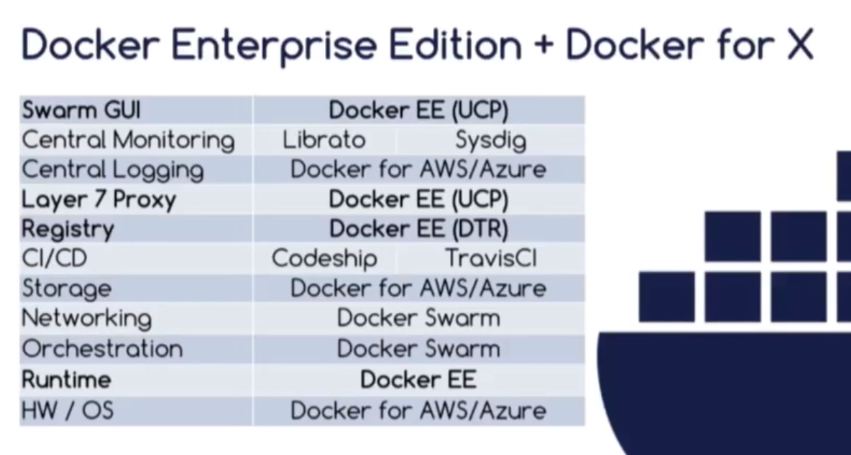 Docker Enterprise Edition + Docker for X
Swarm GUI Docker EE (UCP)
Central Monitoring Librato Sysdig
Central Logging Docker for AWS/Azure
Layer 7 Proxy Docker EE (UCP)
Registry Docker EE (DTR)
CI/CD Codeship TravisCI
Storage Docker for AWS/Azure
Networking Docker Swarm
Orchestration Docker Swarm
Runtime Docker EE
HW / OS Docker for AWS/Azure